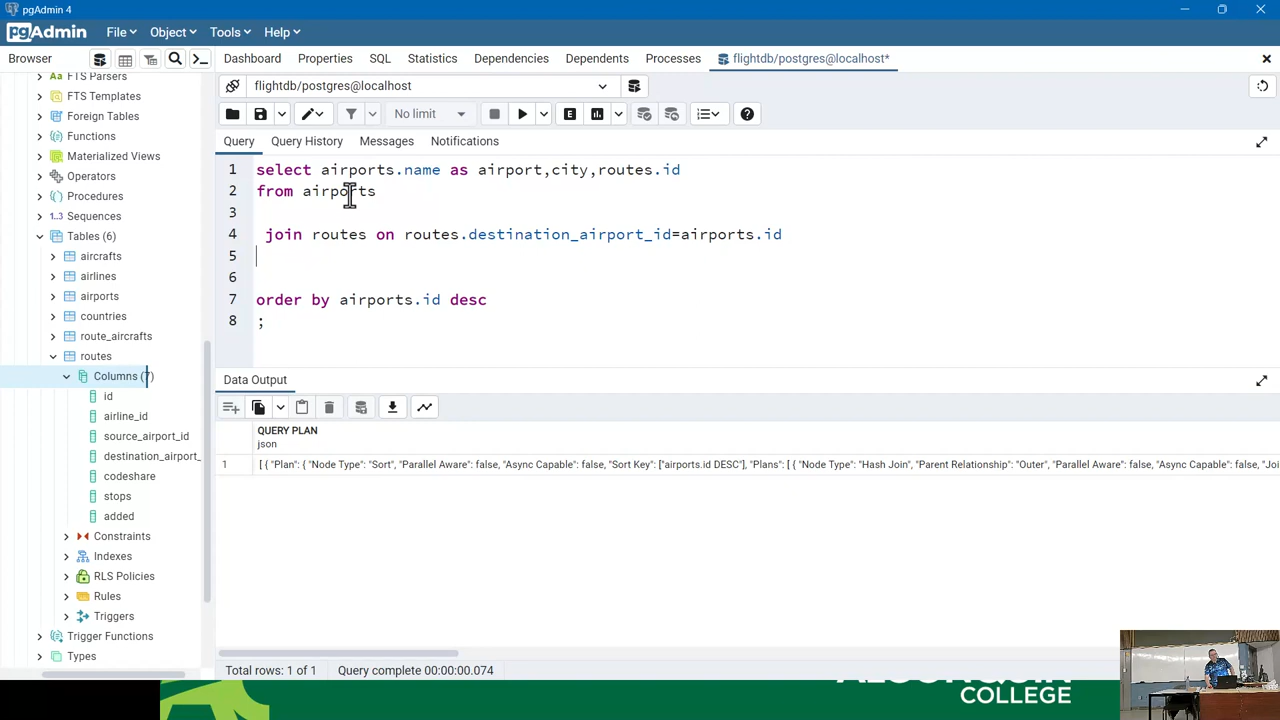 pgAdmin 4
pgAdmin File Object Tools Help
Browser
Dashboard Properties SQL Statistics Dependencies Dependents Processes flightdb/postgres@localhost*
flightdb/postgres@localhost
No limit
Query Query History Messages Notifications
1 select airports.name as airport,city,routes.id
2 from airports
3
4 join routes on routes.destination_airport_id=airports.id
5
6
7 order by airports.id desc
8 ;
FTS Parsers
FTS Templates
Foreign Tables
Functions
Materialized Views
Operators
Procedures
1..3 Sequences
Tables (6)
aircrafts
airlines
airports
countries
route_aircrafts
routes
Columns (7)
id
airline_id
source_airport_id
destination_airport_
codeshare
stops
added
Constraints
Indexes
RLS Policies
Rules
Triggers
Trigger Functions
Types
Data Output
QUERY PLAN
json
1 [ { "Plan": { "Node Type": "Sort", "Parallel Aware": false, "Async Capable": false, "Sort Key": ["airports.id DESC"], "Plans": [ { "Node Type": "Hash Join", "Parent Relationship": "Outer", "Parallel Aware": false, "Async Capable": false, "Joi
Total rows: 1 of 1 Query complete 00:00:00.074
ALGONQUIN
COLLEGE